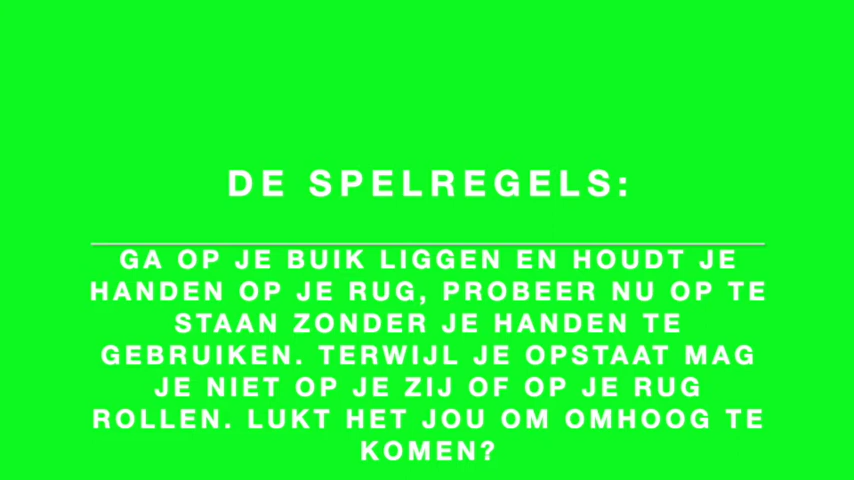 DE SPELREGELS:
GA OP JE BUIK LIGGEN EN HOUDT JE
HANDEN OP JE RUG, PROBEER NU OP TE
STAAN ZONDER JE HANDEN TE
GEBRUIKEN. TERWIJL JE OPSTAAT MAG
JE NIET OP JE ZIJ OF OP JE RUG
ROLLEN. LUKT HET JOU OM OMHOOG TE
KOMEN?